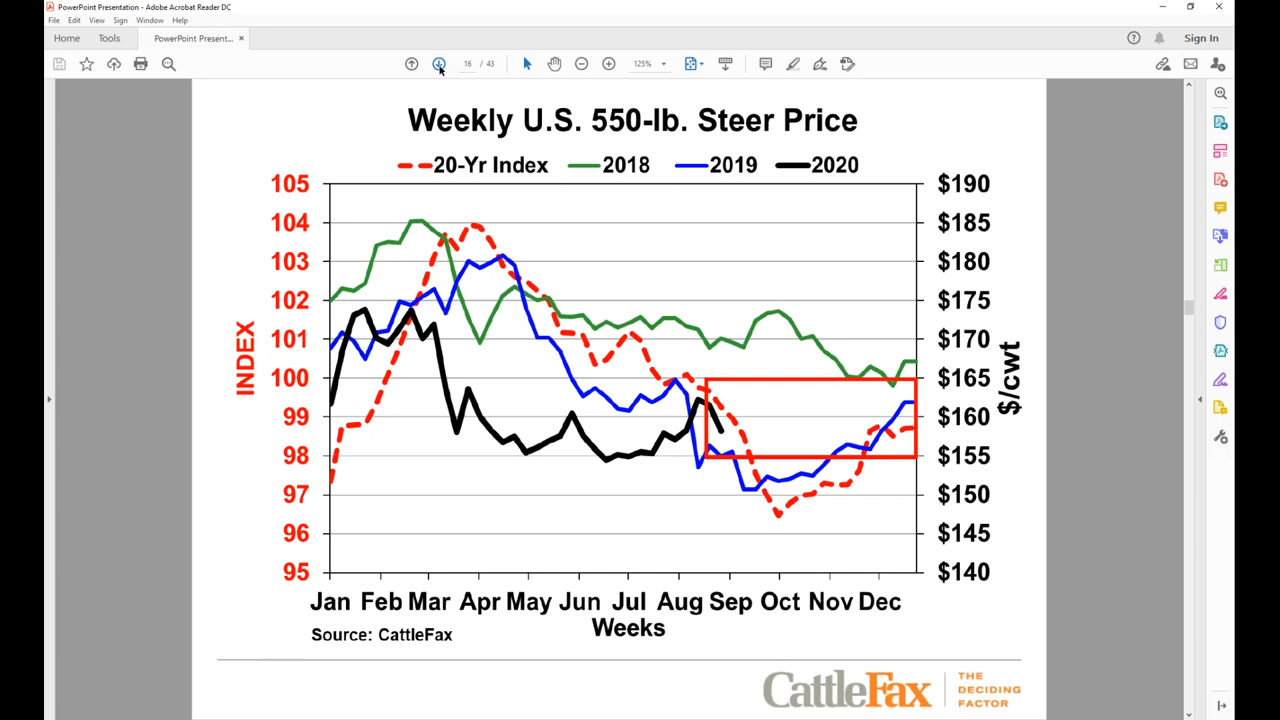 PowerPoint Presentation - Adobe Acrobat Reader DC
File Edit View Sign Window Help
Home Tools PowerPoint Present... × Sign In
16 / 43 125%
Weekly U.S. 550-lb. Steer Price
20-Yr Index 2018 2019 2020
105 $190
104 $185
103 $180
102 $175
101 $170
100 $165
99 $160
98 $155
97 $150
96 $145
95 $140
INDEX
$/cwt
Jan Feb Mar Apr May Jun Jul Aug Sep Oct Nov Dec
Weeks
Source: CattleFax
CattleFax
THE
DECIDING
FACTOR